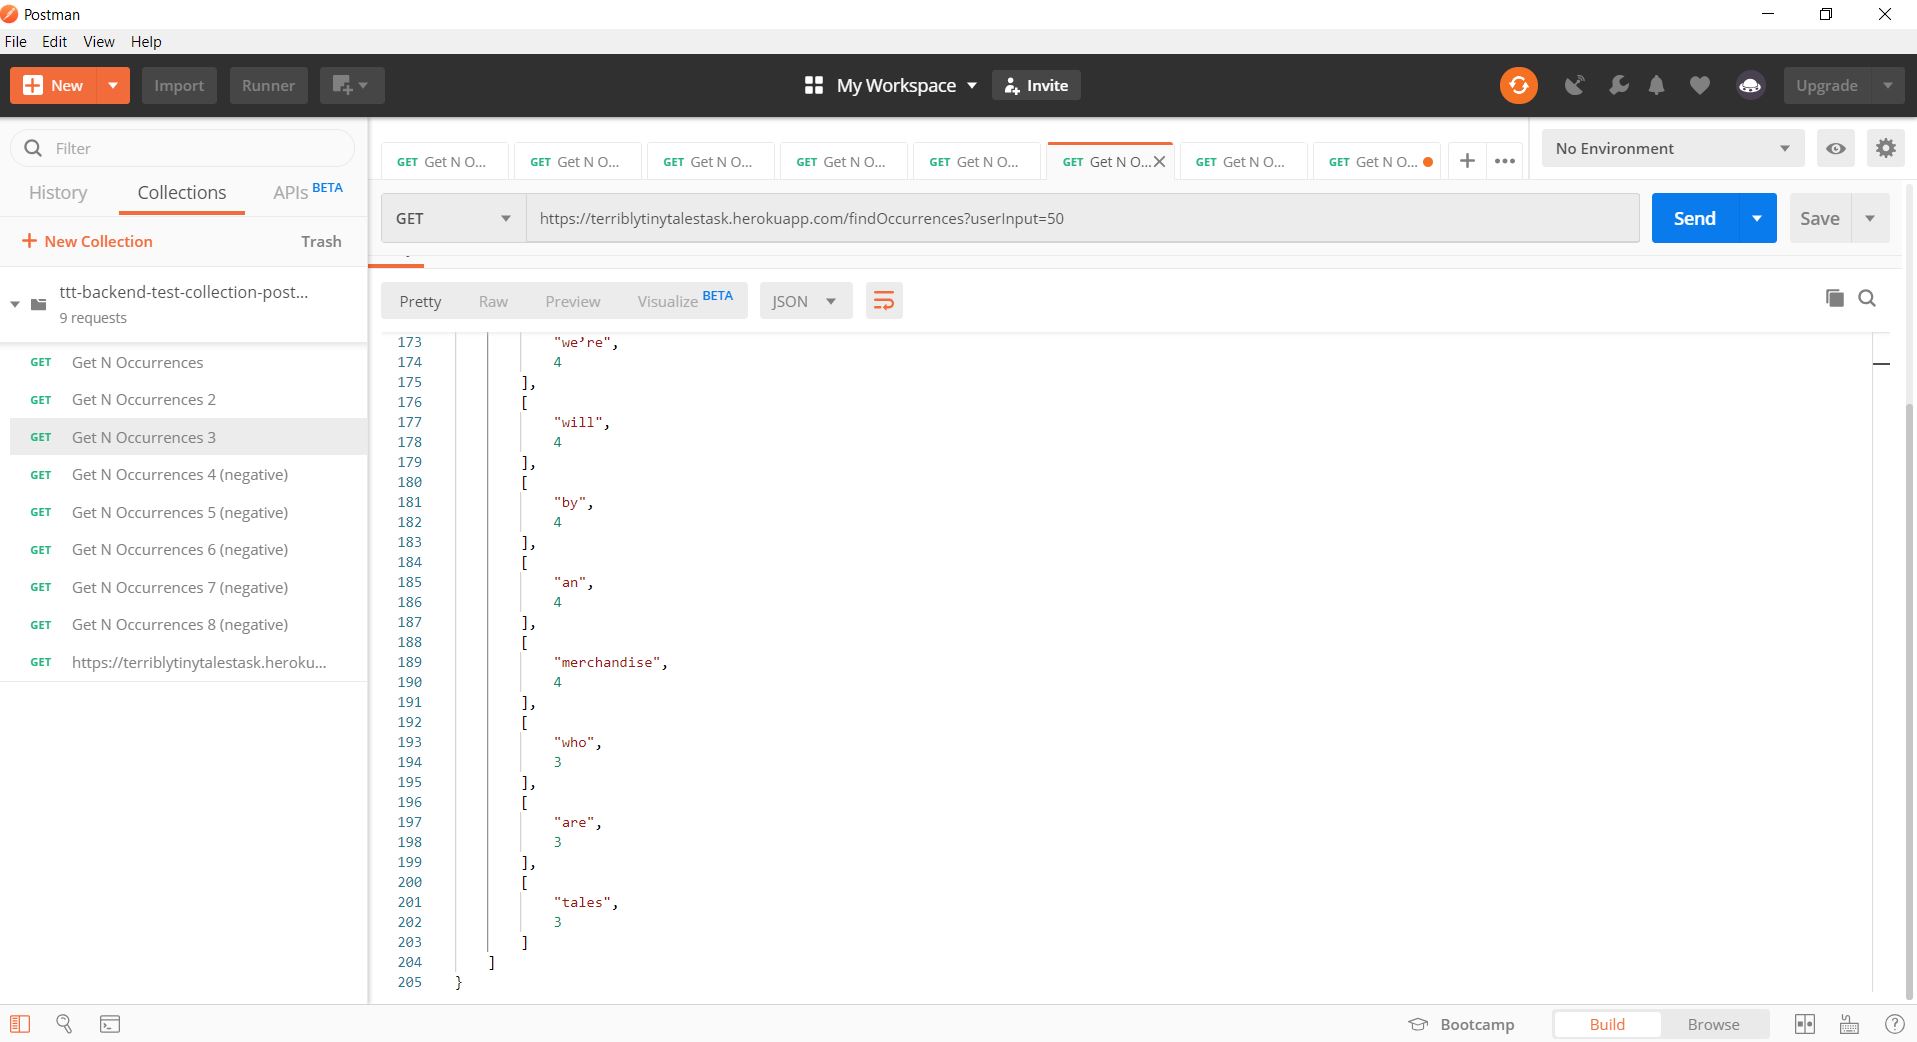 Postman
File Edit View Help
New Import Runner My Workspace Invite Upgrade
Filter
History Collections APIs BETA
New Collection Trash
ttt-backend-test-collection-post...
9 requests
GET Get N Occurrences
GET Get N Occurrences 2
GET Get N Occurrences 3
GET Get N Occurrences 4 (negative)
GET Get N Occurrences 5 (negative)
GET Get N Occurrences 6 (negative)
GET Get N Occurrences 7 (negative)
GET Get N Occurrences 8 (negative)
GET https://terriblytinytalestask.heroku...
GET Get N O... GET Get N O... GET Get N O... GET Get N O... GET Get N O... GET Get N O... GET Get N O... GET Get N O... No Environment
GET https://terriblytinytalestask.herokuapp.com/findOccurrences?userInput=50 Send Save
Pretty Raw Preview Visualize BETA JSON
173 "we’re",
174 4
175 ],
176 [
177 "will",
178 4
179 ],
180 [
181 "by",
182 4
183 ],
184 [
185 "an",
186 4
187 ],
188 [
189 "merchandise",
190 4
191 ],
192 [
193 "who",
194 3
195 ],
196 [
197 "are",
198 3
199 ],
200 [
201 "tales",
202 3
203 ]
204 ]
205 }
Bootcamp Build Browse